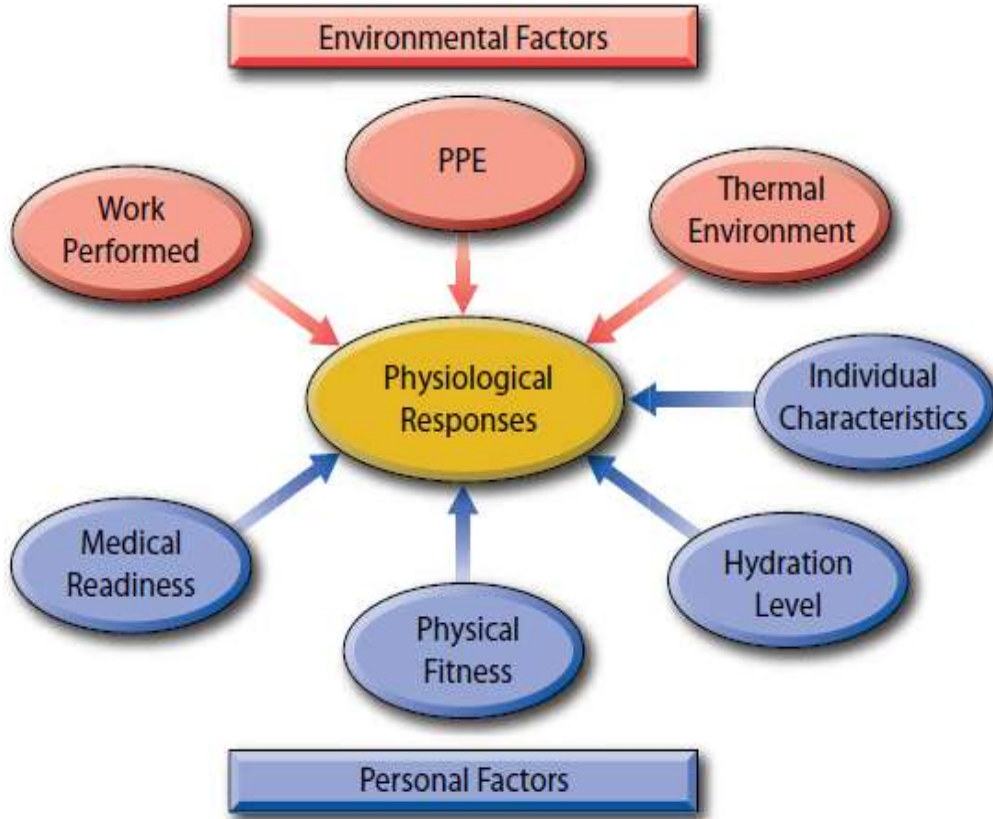 Environmental Factors
PPE
Work
Performed
Thermal
Environment
Physiological
Responses
Individual
Characteristics
Medical
Readiness
Hydration
Level
Physical
Fitness
Personal Factors